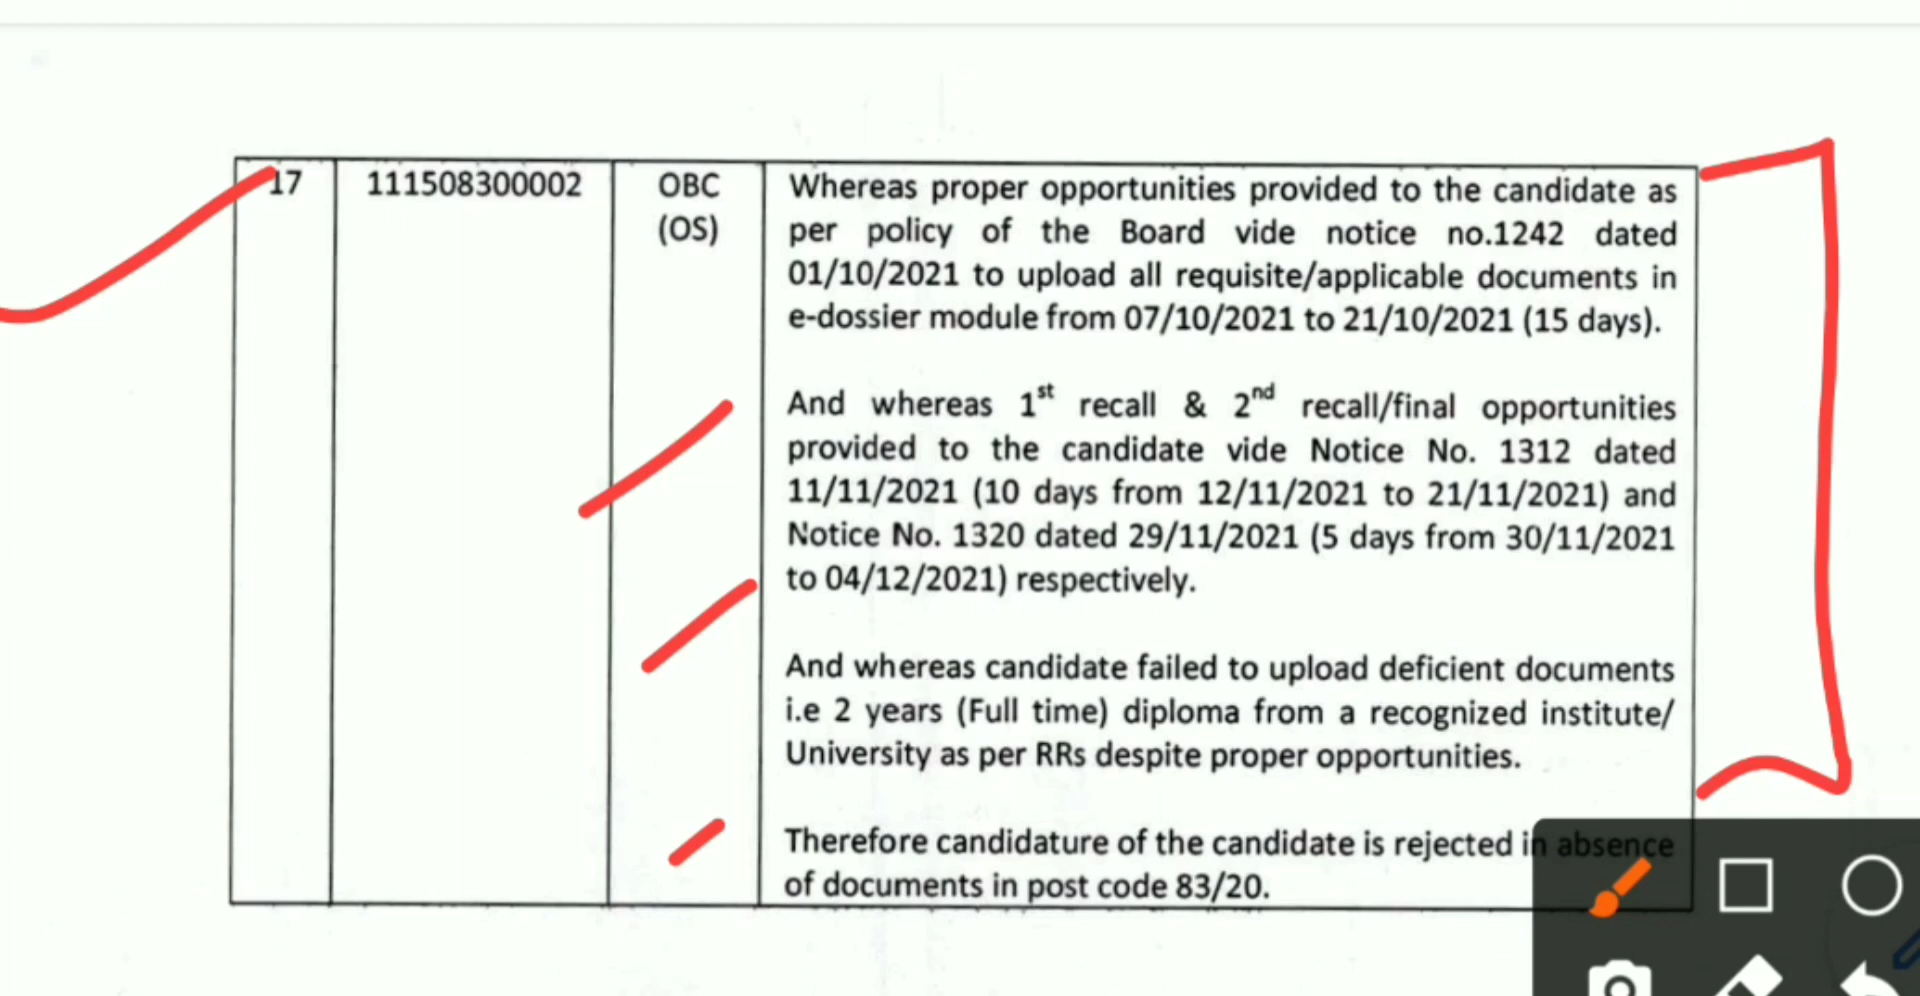 17 111508300002 OBC Whereas proper opportunities provided to the candidate as
(OS) per policy of the Board vide notice no.1242 dated
01/10/2021 to upload all requisite/applicable documents in
e-dossier module from 07/10/2021 to 21/10/2021 (15 days).
And whereas 1st recall & 2nd recall/final opportunities
provided to the candidate vide Notice No. 1312 dated
11/11/2021 (10 days from 12/11/2021 to 21/11/2021) and
Notice No. 1320 dated 29/11/2021 (5 days from 30/11/2021
to 04/12/2021) respectively.
And whereas candidate failed to upload deficient documents
i.e 2 years (Full time) diploma from a recognized institute/
University as per RRs despite proper opportunities.
Therefore candidature of the candidate is rejected in absence
of documents in post code 83/20.